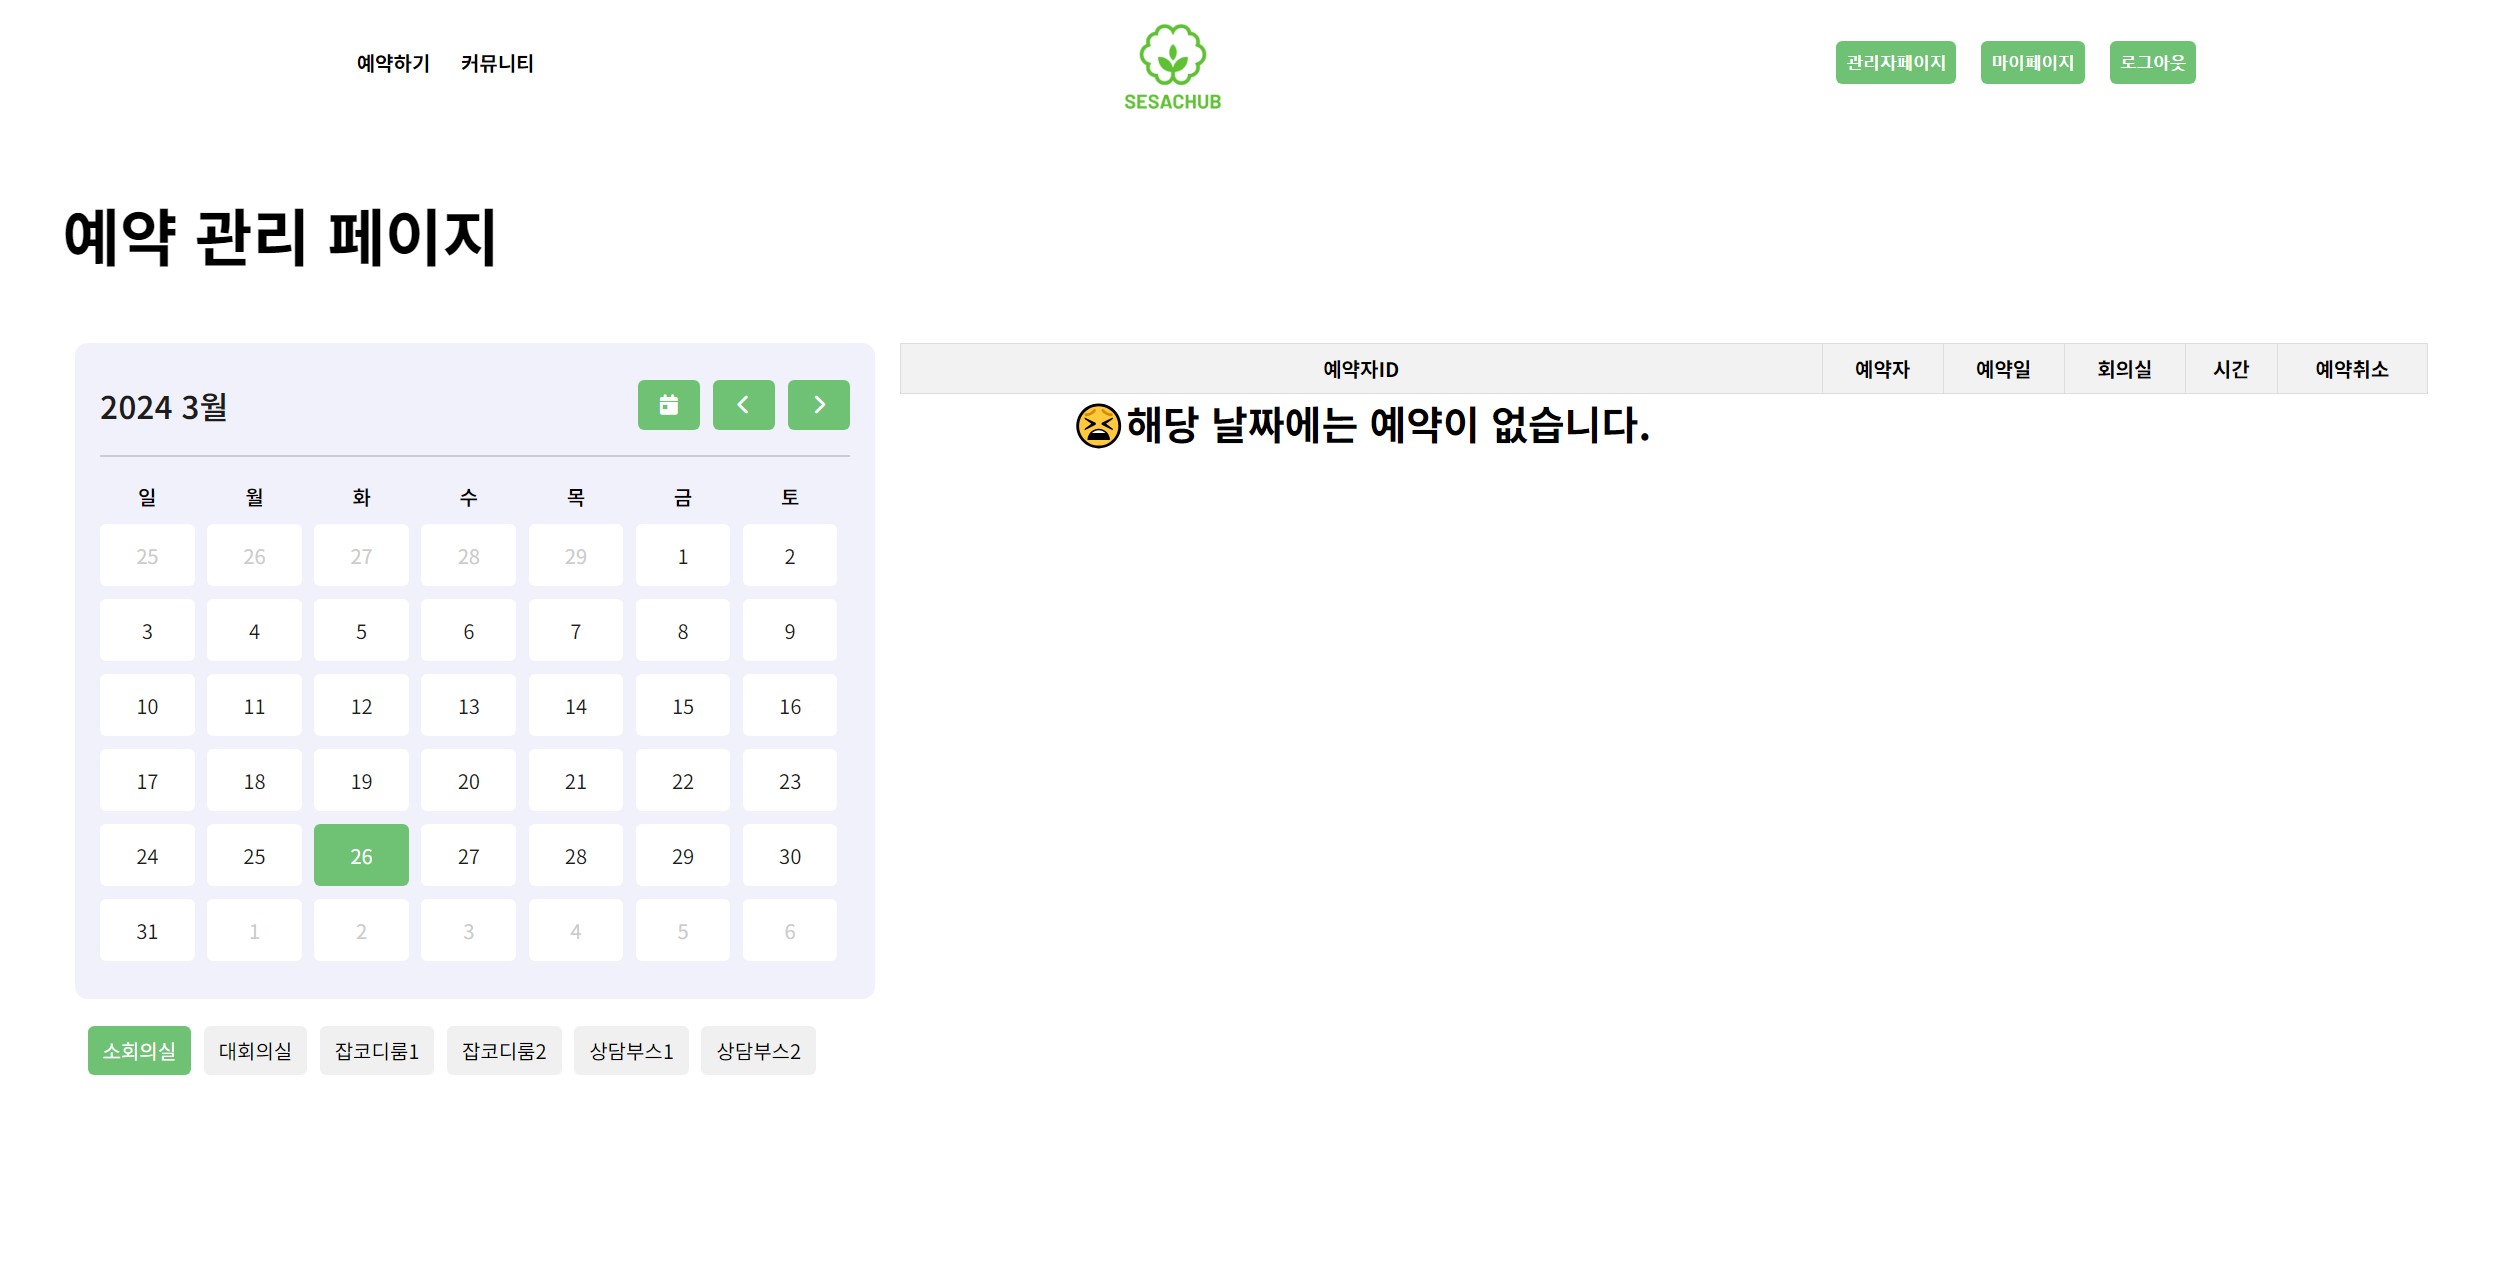 예약하기 커뮤니티
SESACHUB
관리자페이지 마이페이지 로그아웃
예약 관리 페이지
2024 3월
일 월 화 수 목 금 토
25 26 27 28 29 1 2
3 4 5 6 7 8 9
10 11 12 13 14 15 16
17 18 19 20 21 22 23
24 25 26 27 28 29 30
31 1 2 3 4 5 6
소회의실 대회의실 잡코디룸1 잡코디룸2 상담부스1 상담부스2
예약자ID 예약자 예약일 회의실 시간 예약취소
😫해당 날짜에는 예약이 없습니다.